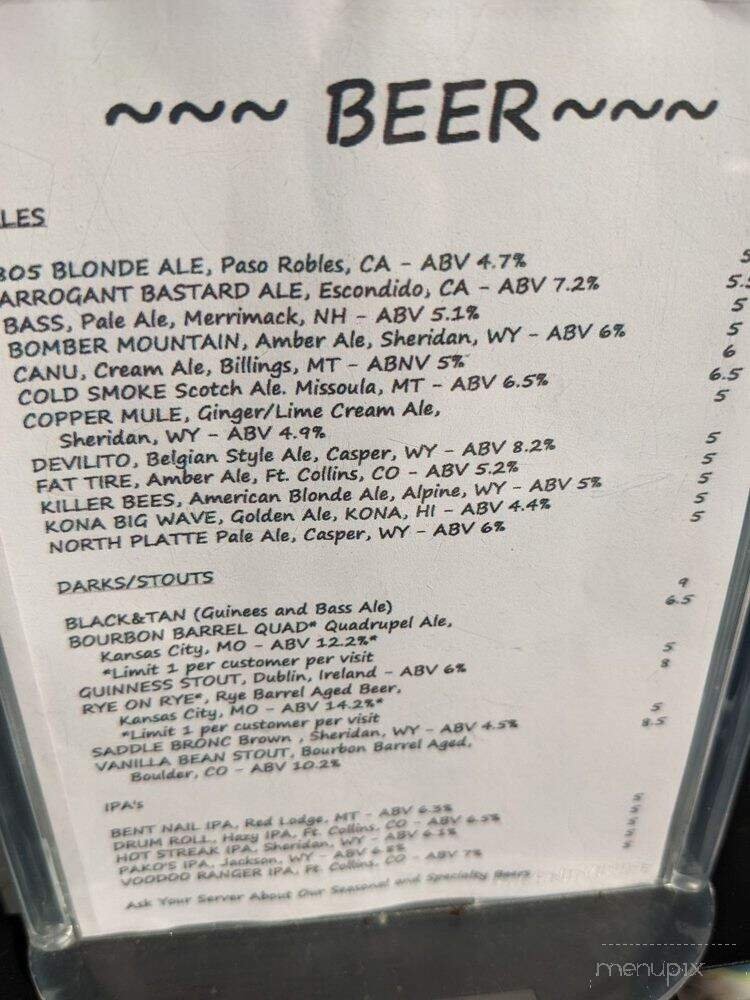 ~~~ BEER ~~~
LES
805 BLONDE ALE, Paso Robles, CA - ABV 4.7% 5
ARROGANT BASTARD ALE, Escondido, CA - ABV 7.2% 5.5
BASS, Pale Ale, Merrimack, NH - ABV 5.1% 5
BOMBER MOUNTAIN, Amber Ale, Sheridan, WY - ABV 6% 5
CANU, Cream Ale, Billings, MT - ABNV 5% 6
COLD SMOKE Scotch Ale. Missoula, MT - ABV 6.5% 6.5
COPPER MULE, Ginger/Lime Cream Ale, 5
Sheridan, WY - ABV 4.9%
DEVILITO, Belgian Style Ale, Casper, WY - ABV 8.2% 5
FAT TIRE, Amber Ale, Ft. Collins, CO - ABV 5.2% 5
KILLER BEES, American Blonde Ale, Alpine, WY - ABV 5% 5
KONA BIG WAVE, Golden Ale, KONA, HI - ABV 4.4% 5
NORTH PLATTE Pale Ale, Casper, WY - ABV 6% 5
DARKS/STOUTS
BLACK&TAN (Guinees and Bass Ale) 9
BOURBON BARREL QUAD* Quadrupel Ale, 6.5
Kansas City, MO - ABV 12.2%*
*Limit 1 per customer per visit
GUINNESS STOUT, Dublin, Ireland - ABV 6% 5
RYE ON RYE*, Rye Barrel Aged Beer, 8
Kansas City, MO - ABV 14.2%*
*Limit 1 per customer per visit
SADDLE BRONC Brown , Sheridan, WY - ABV 4.5% 5
VANILLA BEAN STOUT, Bourbon Barrel Aged, 8.5
Boulder, CO - ABV 10.2%
IPA's
BENT NAIL IPA, Red Lodge, MT - ABV 6.3% 5
DRUM ROLL, Hazy IPA, Ft. Collins, CO - ABV 6.5% 5
HOT STREAK IPA, Sheridan, WY - ABV 6.1% 5
PAKO'S IPA, Jackson, WY - ABV 6.8% 5
VOODOO RANGER IPA, Ft. Collins, CO - ABV 7% 5
Ask Your Server About Our Seasonal and Specialty Beers
menupix